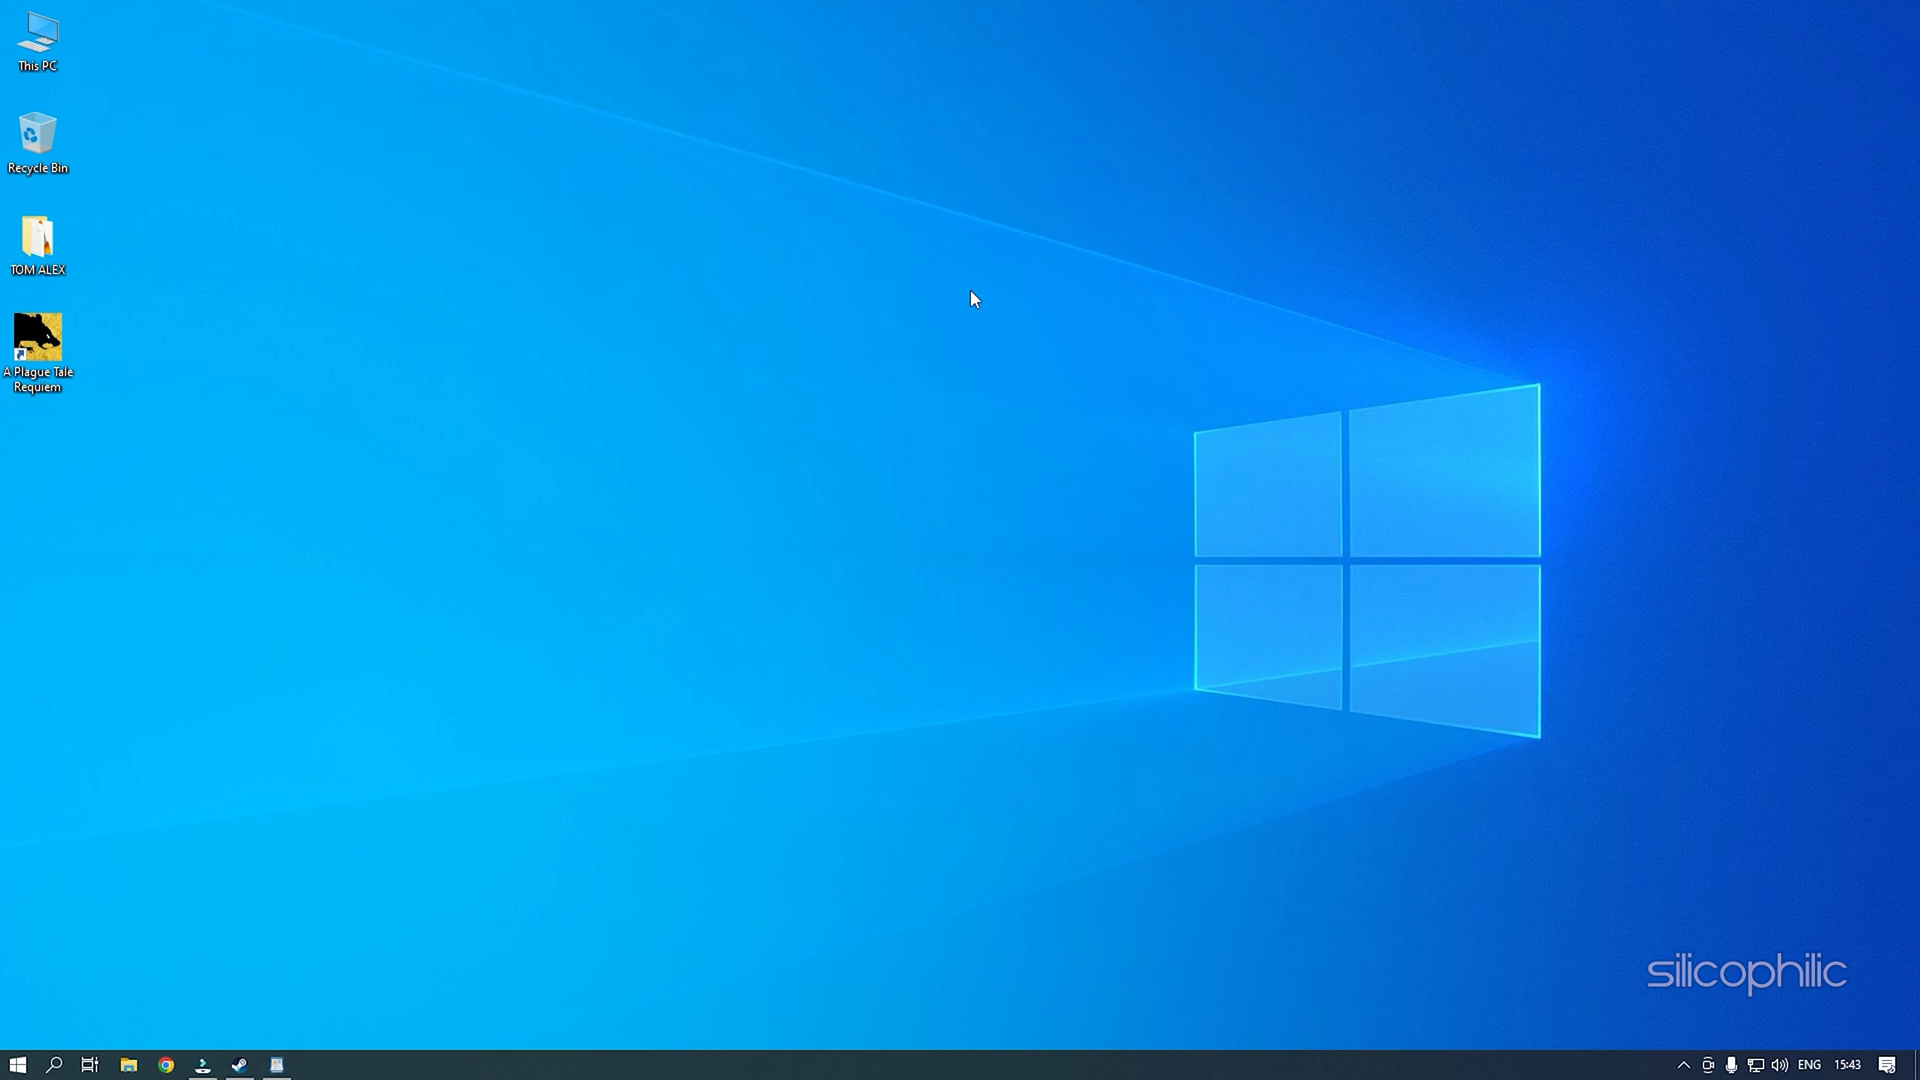 This PC
Recycle Bin
TOM ALEX
A Plague Tale
Requiem
silicophilic
ENG
15:43